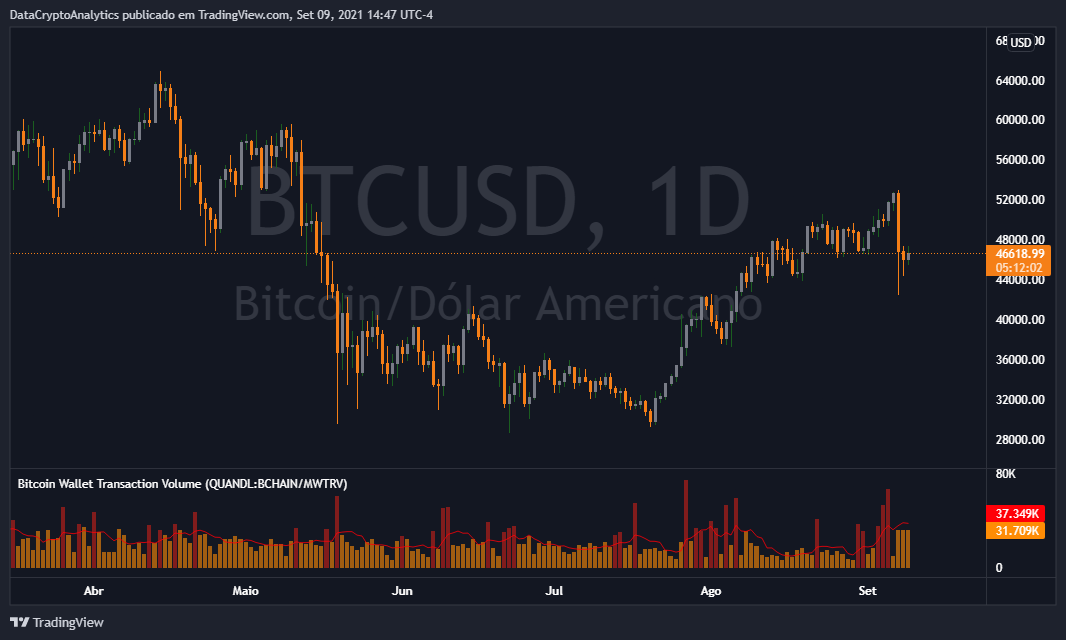 DataCryptoAnalytics publicado em TradingView.com, Set 09, 2021 14:47 UTC-4
USD
64000.00
60000.00
56000.00
52000.00
48000.00
46618.99
05:12:02
44000.00
40000.00
36000.00
32000.00
28000.00
BTCUSD, 1D
Bitcoin/Dólar Americano
Bitcoin Wallet Transaction Volume (QUANDL:BCHAIN/MWTRV)
80K
37.349K
31.709K
0
Abr Maio Jun Jul Ago Set
TradingView